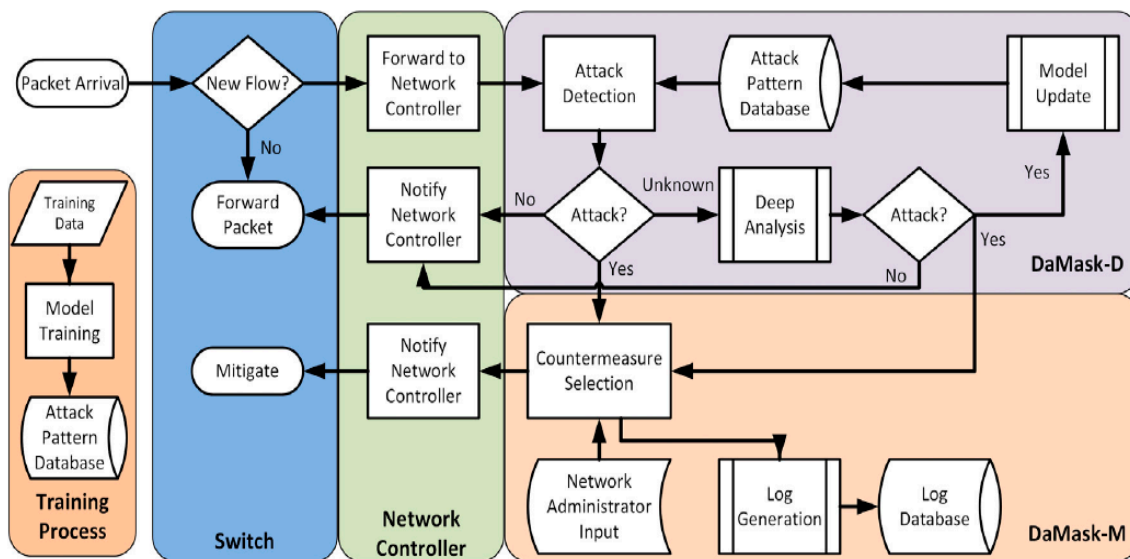 Packet Arrival
New Flow?
No
Forward
Packet
Mitigate
Switch
Training
Data
Model
Training
Attack
Pattern
Database
Training
Process
Forward to
Network
Controller
Notify
Network
Controller
Notify
Network
Controller
Network
Controller
Attack
Detection
Attack
Pattern
Database
Model
Update
Yes
No
Attack?
Unknown
Deep
Analysis
Attack?
Yes
Yes
No
DaMask-D
Countermeasure
Selection
Network
Administrator
Input
Log
Generation
Log
Database
DaMask-M